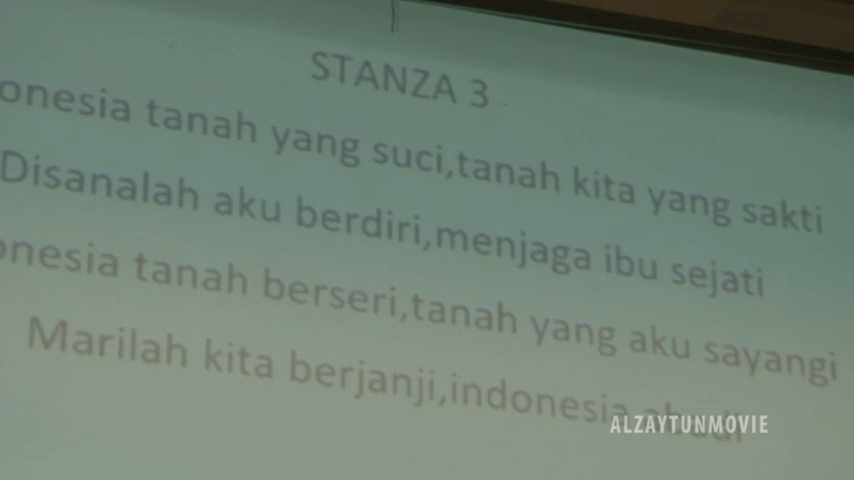 STANZA 3
onesia tanah yang suci,tanah kita yang sakti
Disanalah aku berdiri,menjaga ibu sejati
onesia tanah berseri,tanah yang aku sayangi
Marilah kita berjanji,indonesia abadi
ALZAYTUNMOVIE